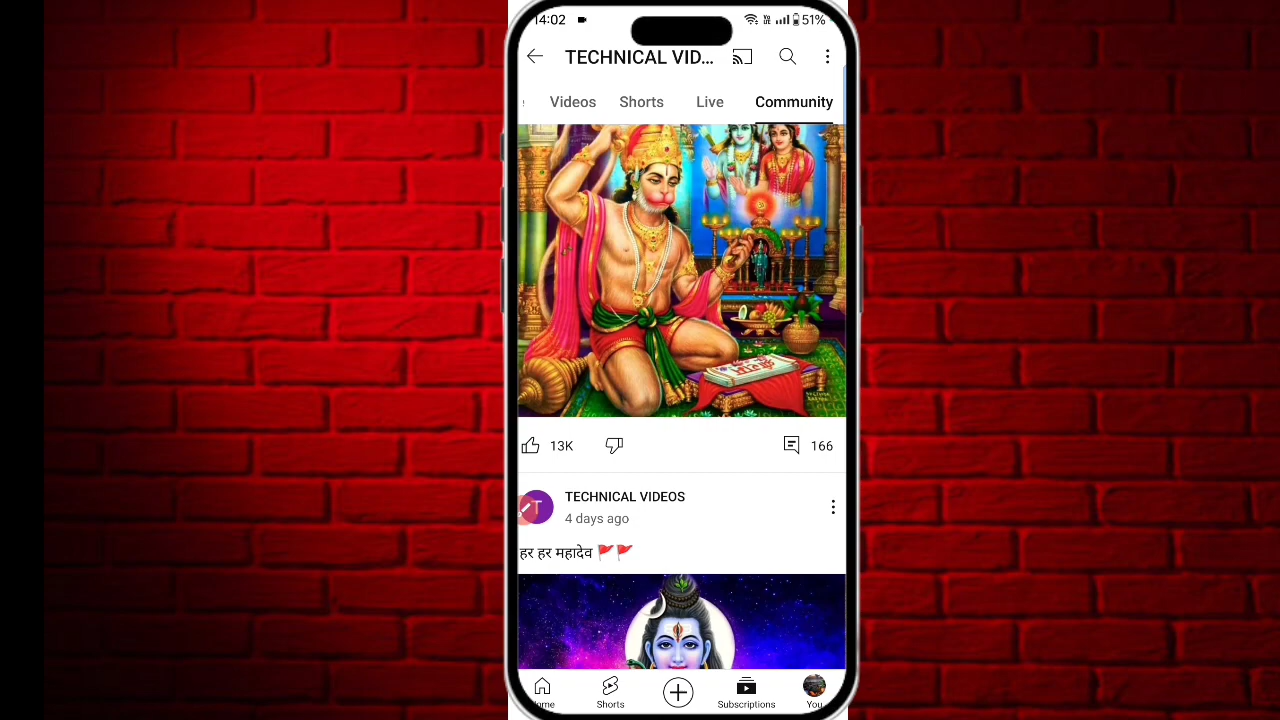 14:02
51%
TECHNICAL VID...
Videos Shorts Live Community
13K 166
TECHNICAL VIDEOS
4 days ago
हर हर महादेव 🚩🚩
Shorts Subscriptions You